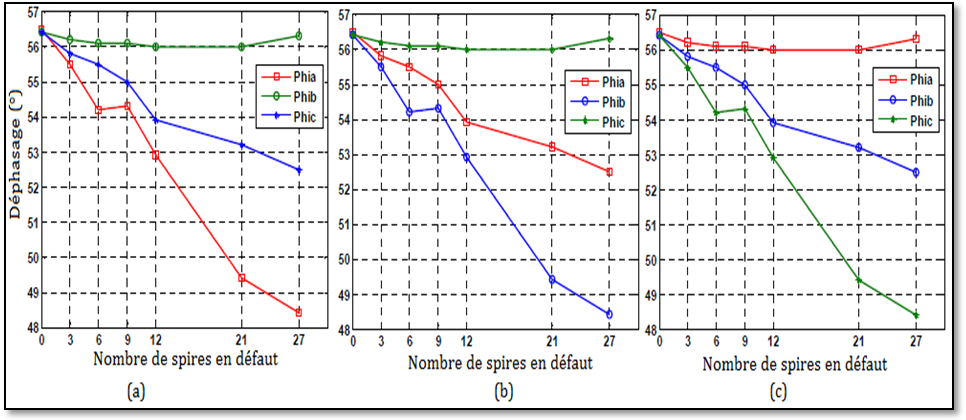 57
56
55
54
53
52
51
50
49
48
Déphasage (°)
Phia
Phib
Phic
0 3 6 9 12 21 27
Nombre de spires en défaut
(a)
57
56
55
54
53
52
51
50
49
48
Phia
Phib
Phic
0 3 6 9 12 21 27
Nombre de spires en défaut
(b)
57
56
55
54
53
52
51
50
49
48
Phia
Phib
Phic
0 3 6 9 12 21 27
Nombre de spires en défaut
(c)